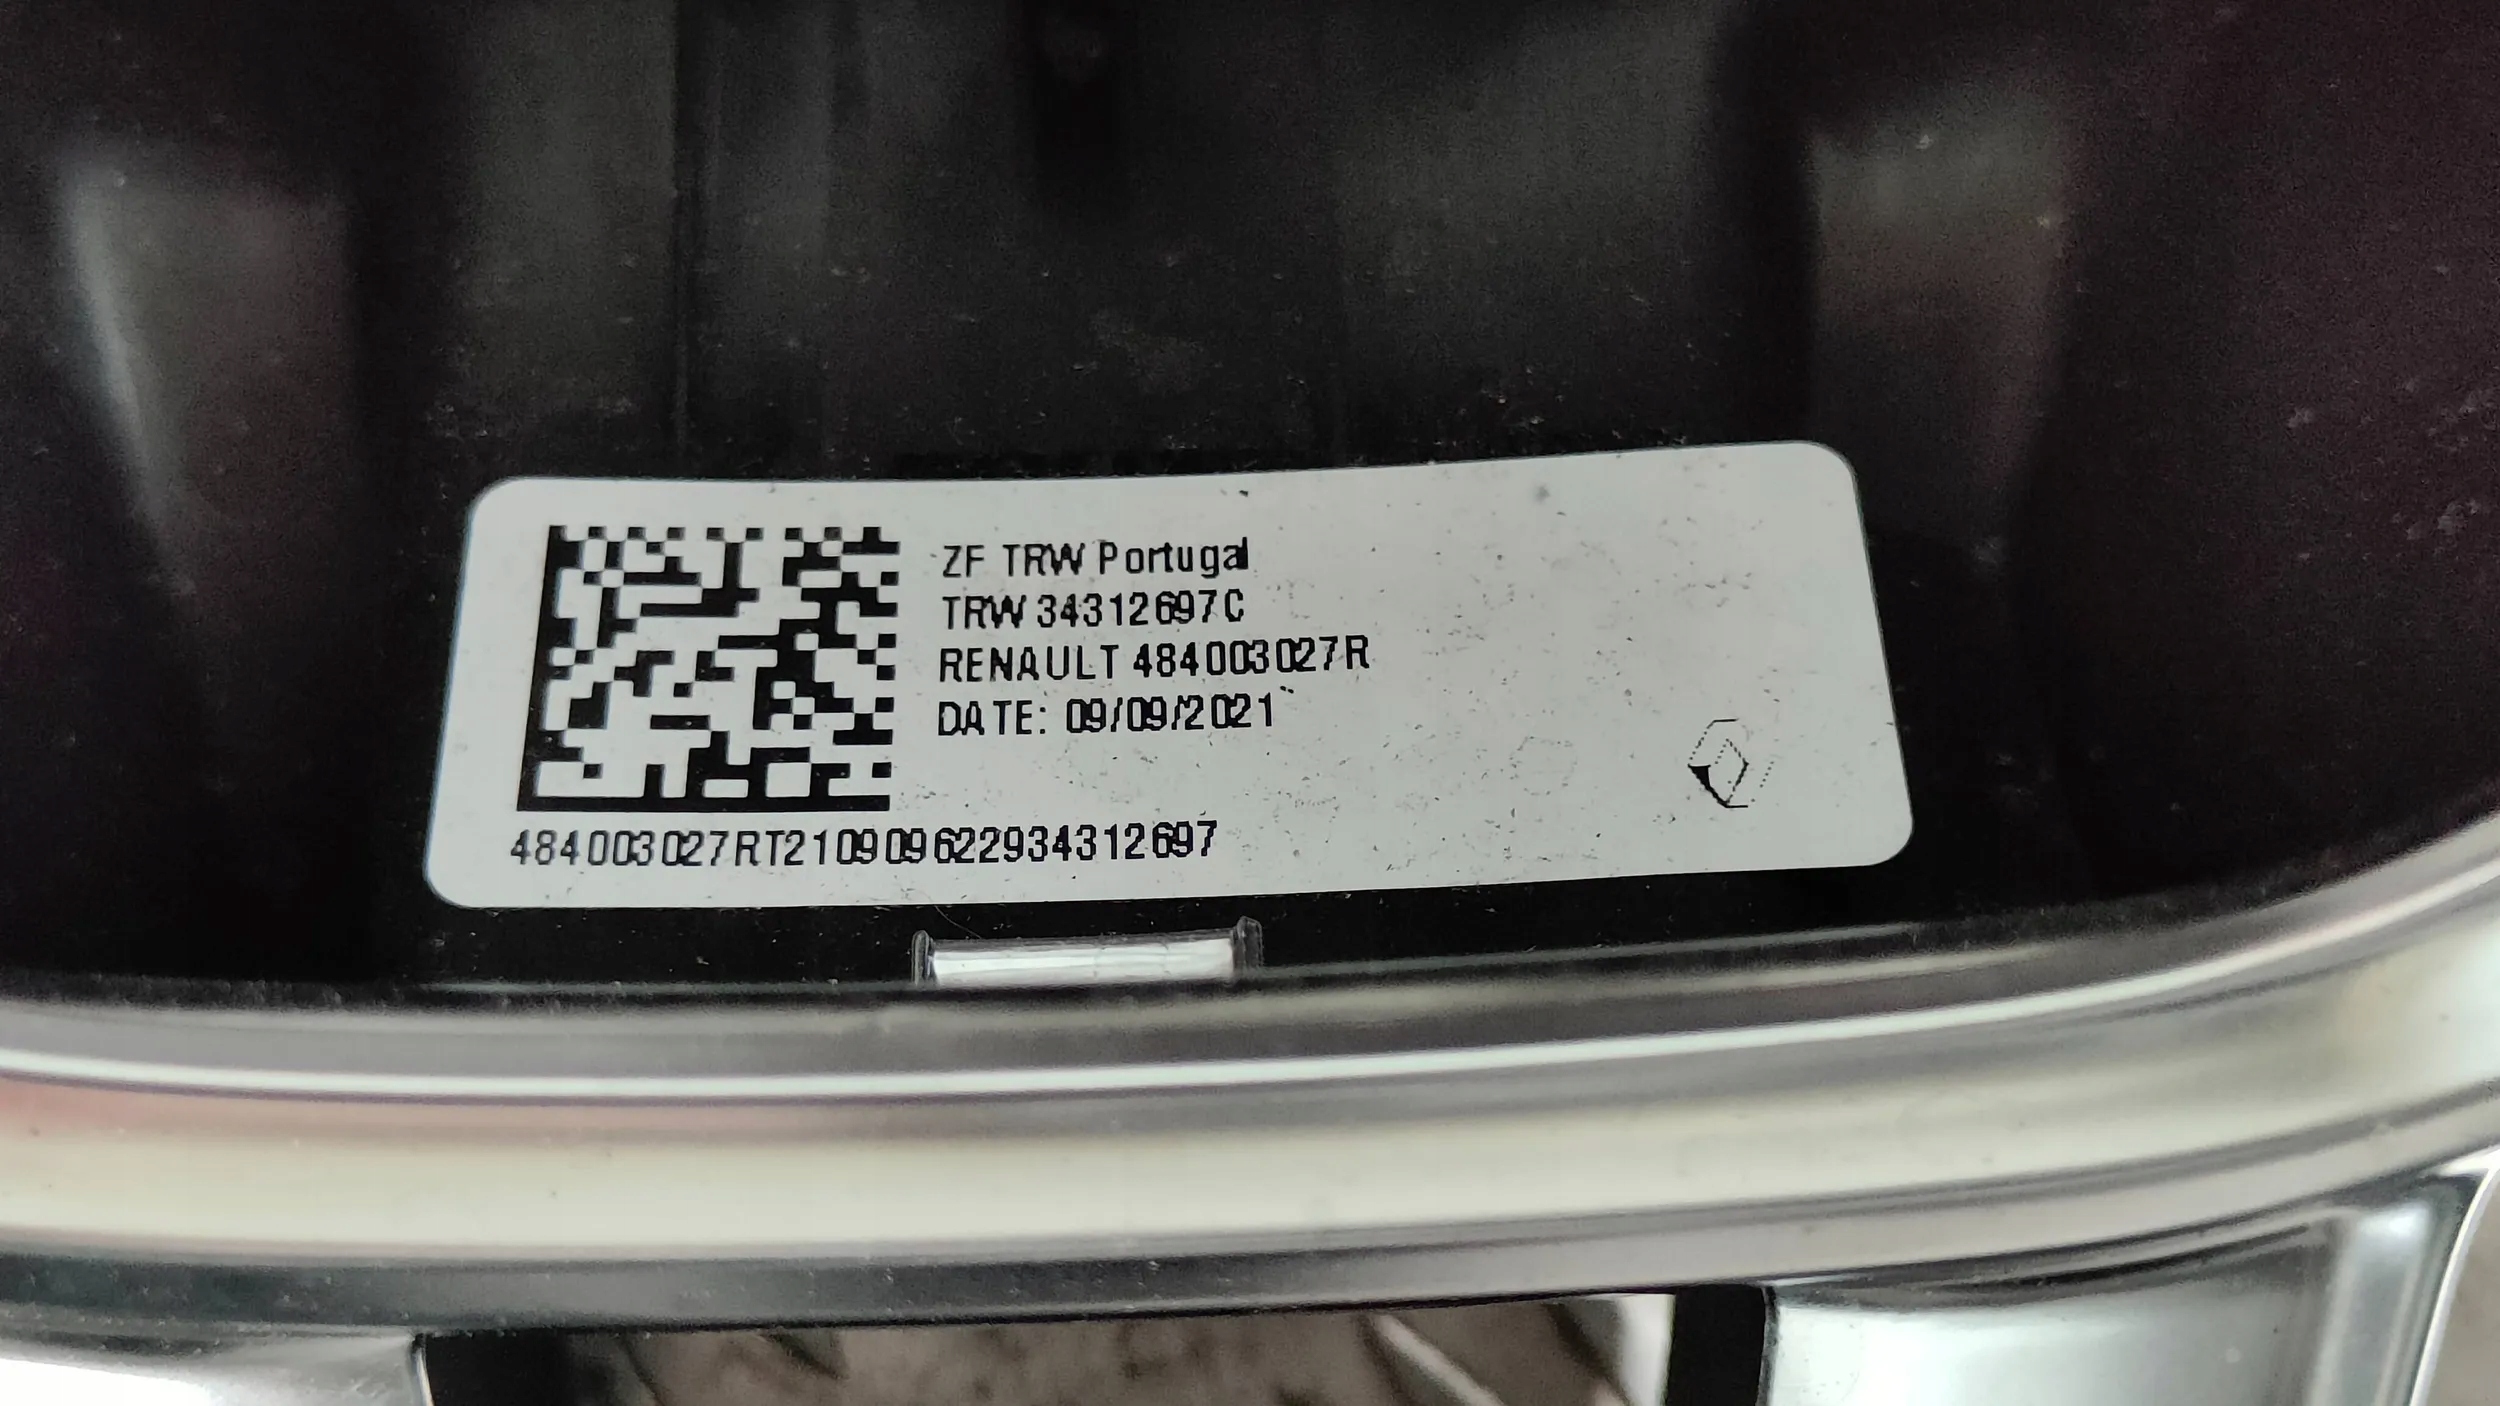 ZF TRW Portugal
TRW 34312697C
RENAULT 484003027R
DATE: 09/09/2021
484003027RT210909622934312697